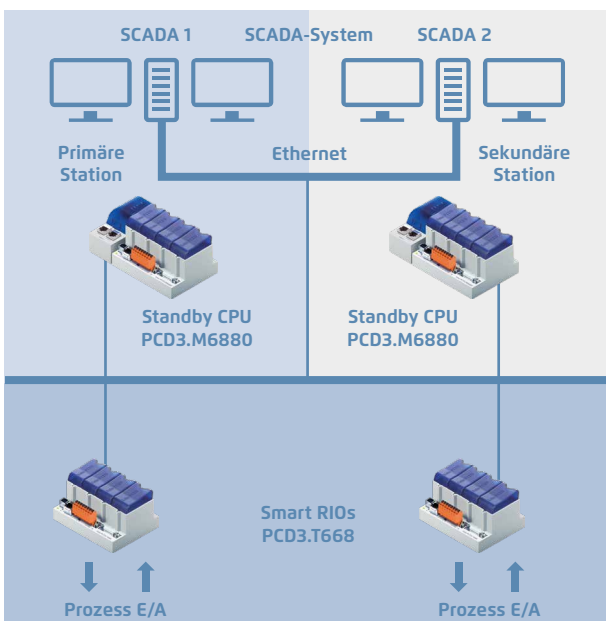 SCADA 1
SCADA-System
SCADA 2
Primäre
Station
Ethernet
Sekundäre
Station
Standby CPU
PCD3.M6880
Standby CPU
PCD3.M6880
Smart RIOs
PCD3.T668
Prozess E/A
Prozess E/A